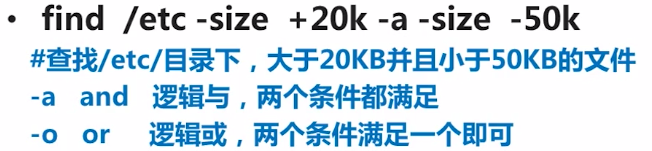 • find /etc -size +20k -a -size -50k
#查找/etc/目录下，大于20KB并且小于50KB的文件
-a and 逻辑与，两个条件都满足
-o or 逻辑或，两个条件满足一个即可